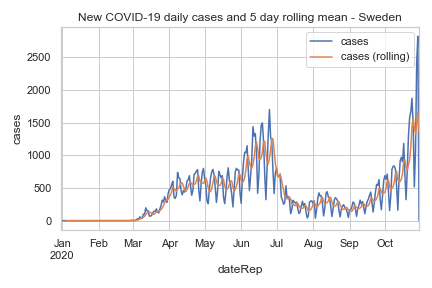 New COVID-19 daily cases and 5 day rolling mean - Sweden
cases
cases (rolling)
2500
2000
1500
1000
500
0
cases
Jan Feb Mar Apr May Jun Jul Aug Sep Oct
2020
dateRep